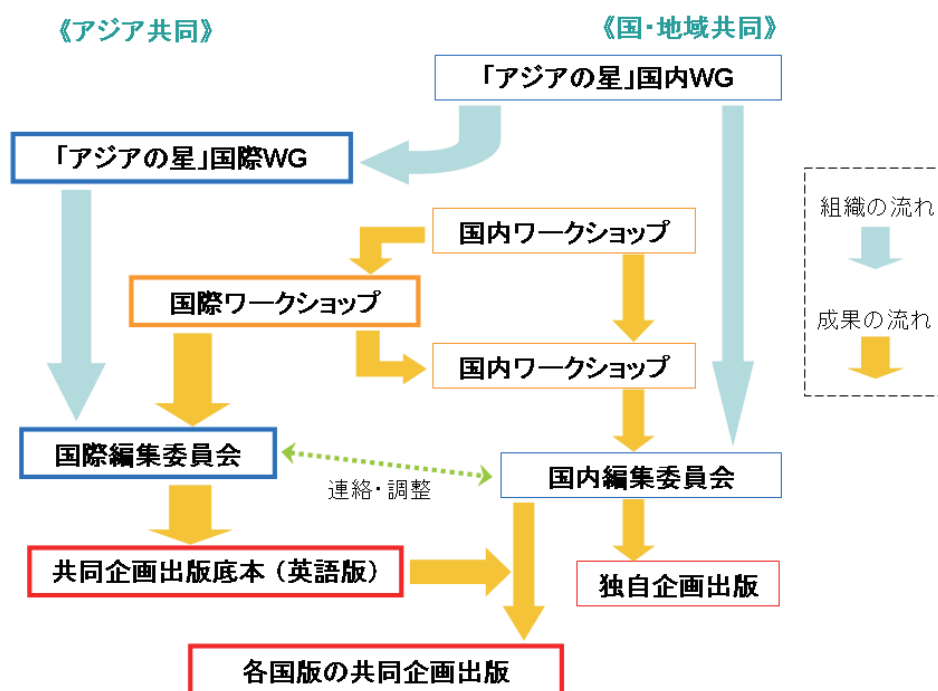 《アジア共同》
《国・地域共同》
「アジアの星」国内WG
「アジアの星」国際WG
組織の流れ
国内ワークショップ
国際ワークショップ
成果の流れ
国内ワークショップ
国際編集委員会
国内編集委員会
連絡・調整
共同企画出版底本（英語版）
独自企画出版
各国版の共同企画出版